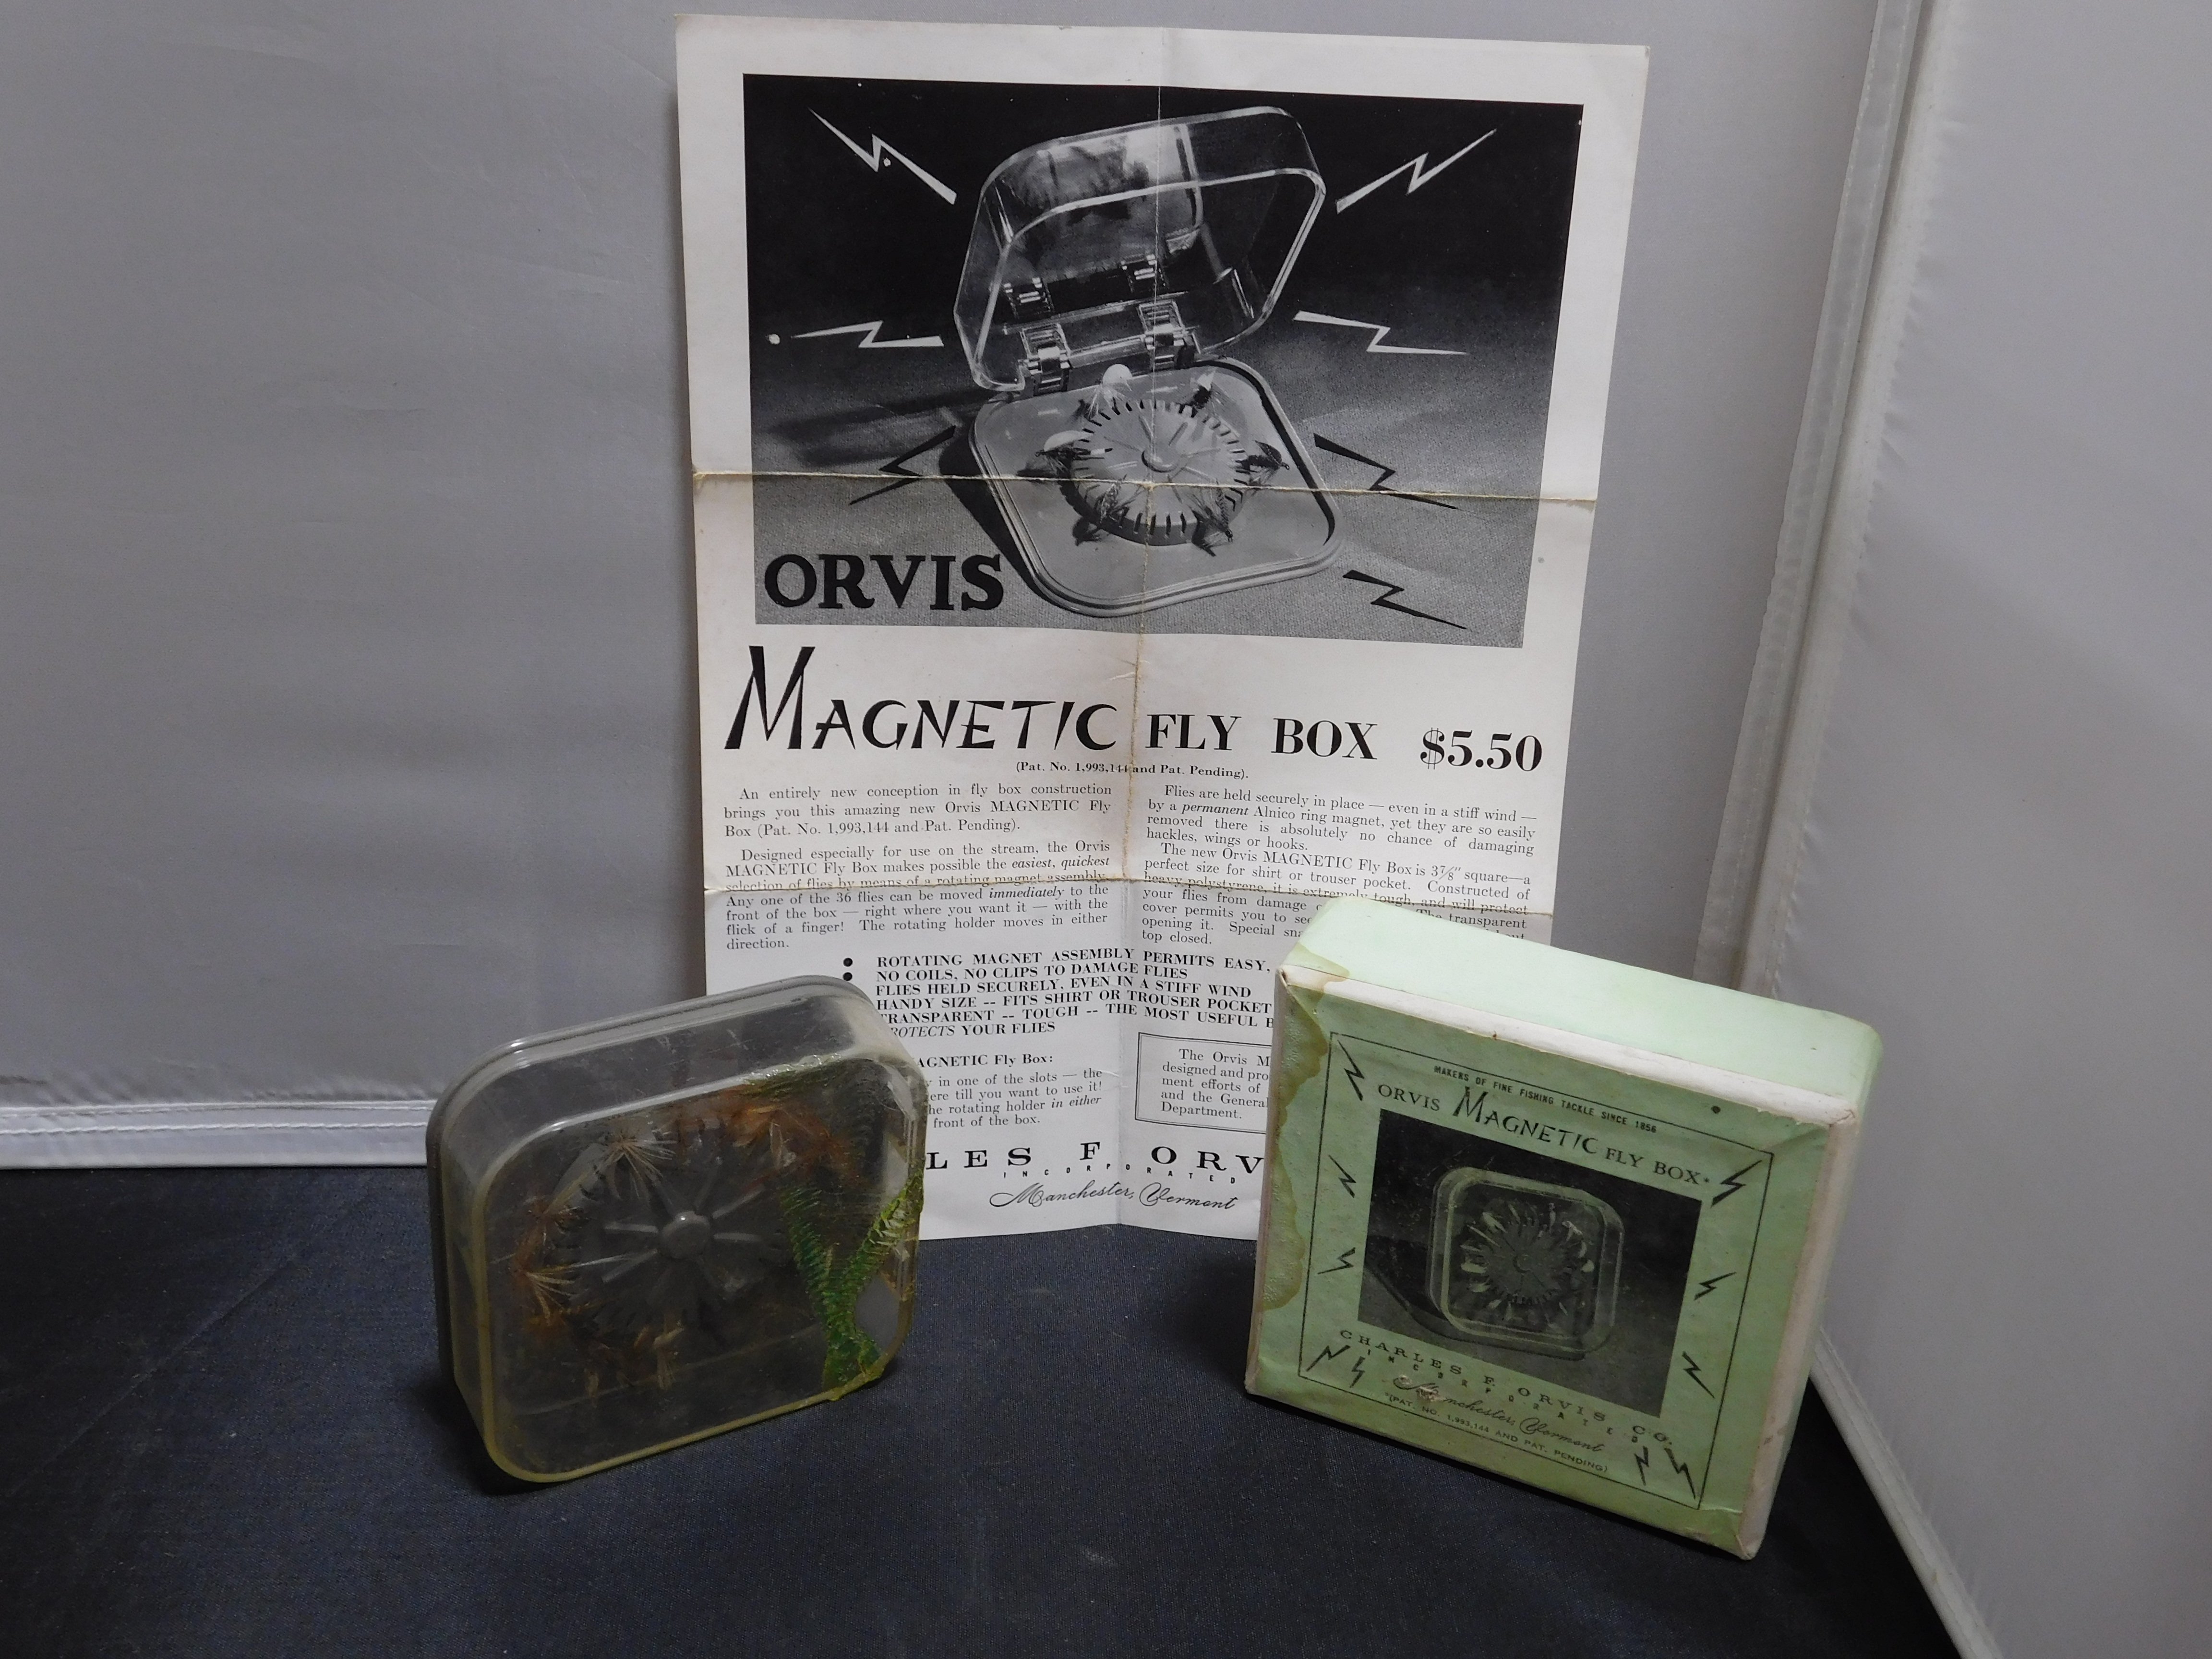 ORVIS
MAGNETIC FLY BOX $5.50
(Pat. No. 1,993,144 and Pat. Pending).
An entirely new conception in fly box construction
brings you this amazing new Orvis MAGNETIC Fly
Box (Pat. No. 1,993,144 and Pat. Pending).
Designed especially for use on the stream, the Orvis
MAGNETIC Fly Box makes possible the easiest, quickest
selection of flies by means of a rotating magnet assembly.
Any one of the 36 flies can be moved immediately to the
front of the box — right where you want it — with the
flick of a finger! The rotating holder moves in either
direction.
Flies are held securely in place — even in a stiff wind —
by a permanent Alnico ring magnet, yet they are so easily
removed there is absolutely no chance of damaging
hackles, wings or hooks.
The new Orvis MAGNETIC Fly Box is 3⅞" square—a
perfect size for shirt or trouser pocket. Constructed of
heavy polystyrene, it is extremely tough, and will protect
your flies from damage The transparent
cover permits you to see
opening it. Special
top closed.
● ROTATING MAGNET ASSEMBLY PERMITS EASY,
● NO COILS, NO CLIPS TO DAMAGE FLIES
FLIES HELD SECURELY, EVEN IN A STIFF WIND
HANDY SIZE -- FITS SHIRT OR TROUSER POCKET
TRANSPARENT -- TOUGH -- THE MOST USEFUL
PROTECTS YOUR FLIES
AGNETIC Fly Box:
in one of the slots — the
ere till you want to use it!
he rotating holder in either
front of the box.
The Orvis M
designed and pro
ment efforts of
and the General
Department.
LES F. ORV
INCORPORATED
Manchester, Vermont
MAKERS OF FINE FISHING TACKLE SINCE 1856
ORVIS MAGNETIC FLY BOX*
CHARLES F. ORVIS CO.
INCORPORATED
Manchester, Vermont
*(PAT. NO. 1,993,144 AND PAT. PENDING)